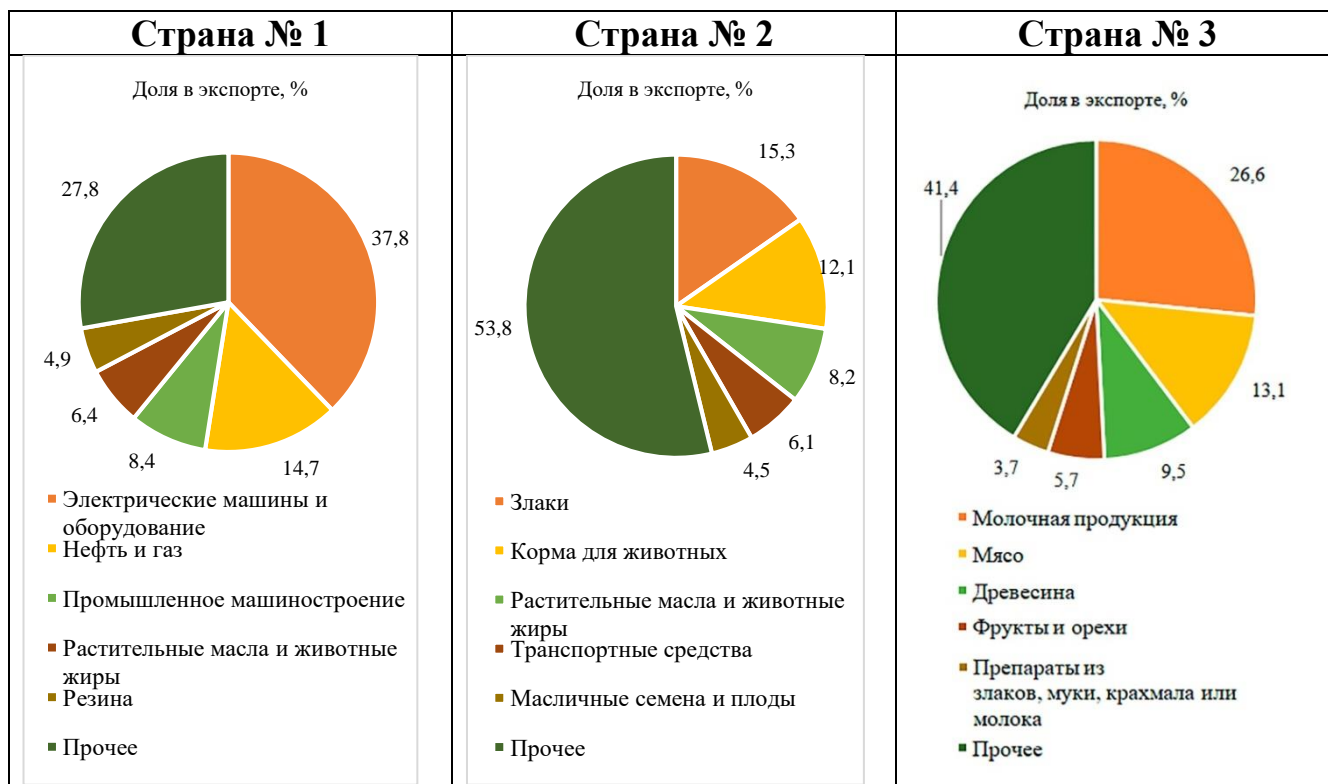 Страна № 1
Доля в экспорте, %
27,8
37,8
4,9
6,4
8,4
14,7
Электрические машины и
оборудование
Нефть и газ
Промышленное машиностроение
Растительные масла и животные
жиры
Резина
Прочее
Страна № 2
Доля в экспорте, %
15,3
12,1
53,8
8,2
6,1
4,5
Злаки
Корма для животных
Растительные масла и животные
жиры
Транспортные средства
Масличные семена и плоды
Прочее
Страна № 3
Доля в экспорте, %
26,6
41,4
13,1
3,7
5,7
9,5
Молочная продукция
Мясо
Древесина
Фрукты и орехи
Препараты из
злаков, муки, крахмала или
молока
Прочее